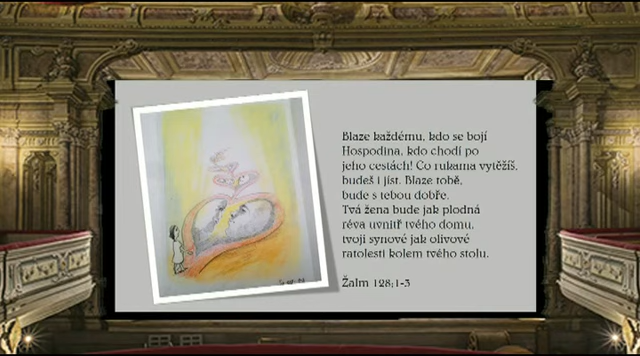 Blaze každému, kdo se bojí
Hospodina, kdo chodí po
jeho cestách! Co rukama vytěžíš,
budeš i jíst. Blaze tobě,
bude s tebou dobře.
Tvá žena bude jak plodná
réva uvnitř tvého domu,
tvoji synové jak olivové
ratolesti kolem tvého stolu.
Žalm 128:1-3